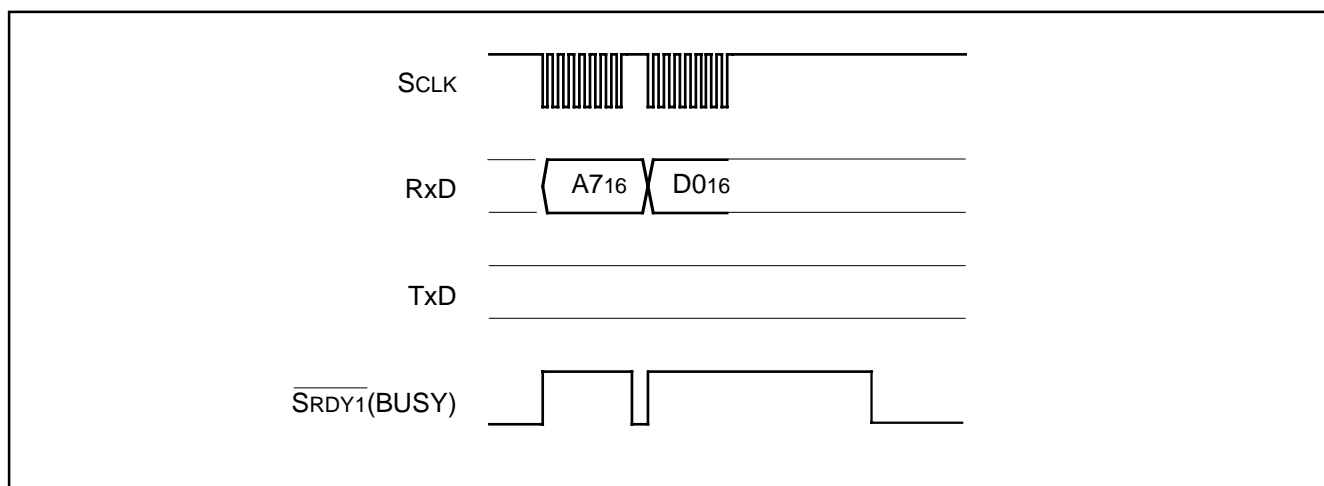 SCLK
RxD
A716
D016
TxD
SRDY1(BUSY)